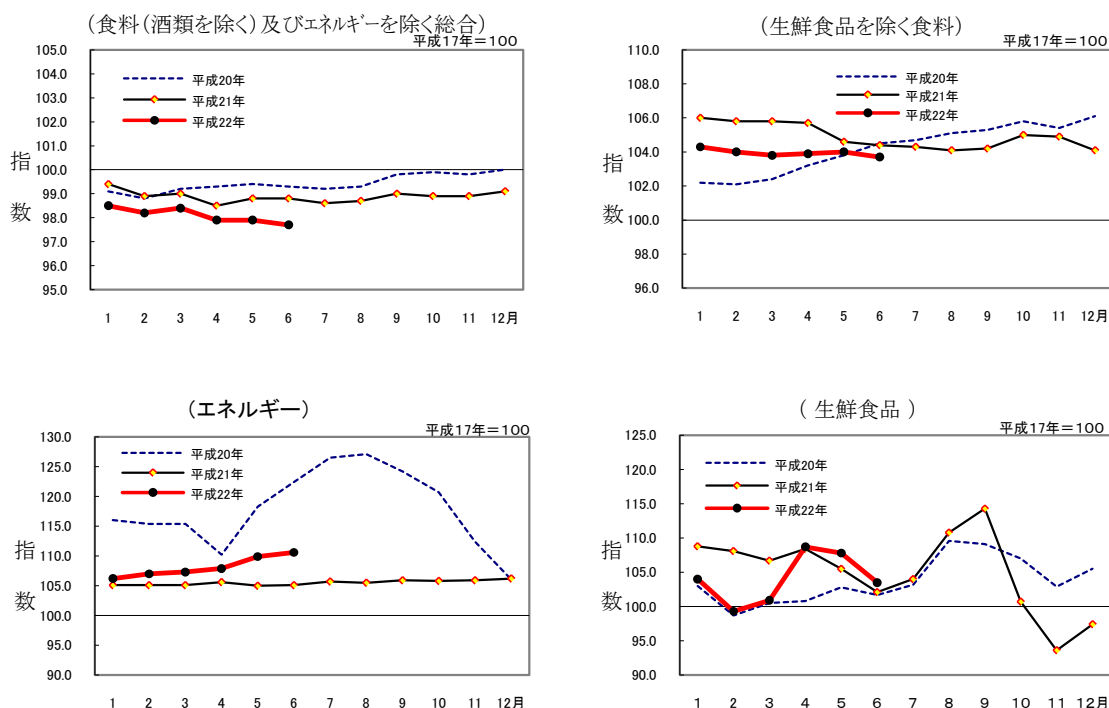 (食料(酒類を除く)及びエネルギーを除く総合)
平成17年=100
105.0
104.0
103.0
102.0
101.0
100.0
99.0
98.0
97.0
96.0
95.0
指
数
平成20年
平成21年
平成22年
1 2 3 4 5 6 7 8 9 10 11 12月
(生鮮食品を除く食料)
平成17年=100
110.0
108.0
106.0
104.0
102.0
100.0
98.0
96.0
指
数
平成20年
平成21年
平成22年
1 2 3 4 5 6 7 8 9 10 11 12月
(エネルギー)
平成17年=100
130.0
125.0
120.0
115.0
110.0
105.0
100.0
95.0
90.0
指
数
平成20年
平成21年
平成22年
1 2 3 4 5 6 7 8 9 10 11 12月
( 生鮮食品 )
平成17年=100
125.0
120.0
115.0
110.0
105.0
100.0
95.0
90.0
指
数
平成20年
平成21年
平成22年
1 2 3 4 5 6 7 8 9 10 11 12月